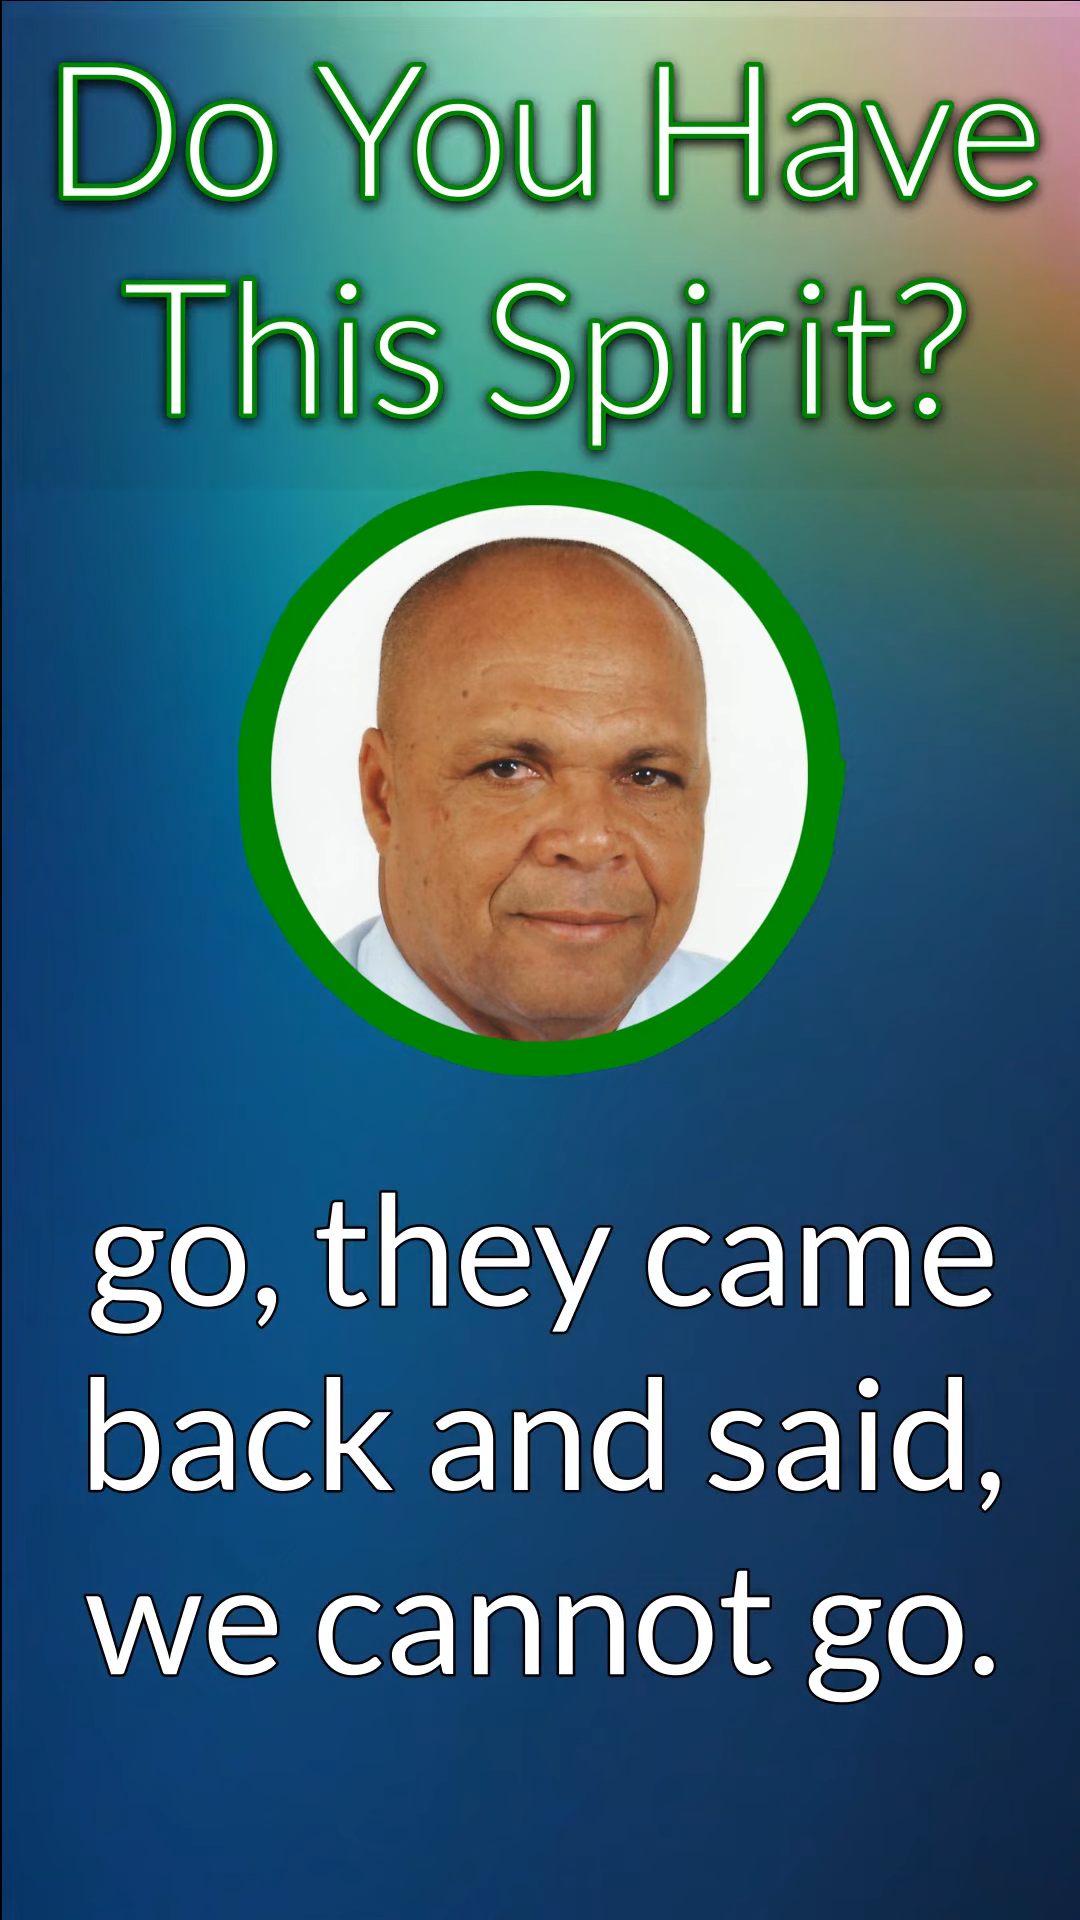 Do You Have
This Spirit?
go, they came
back and said,
we cannot go.